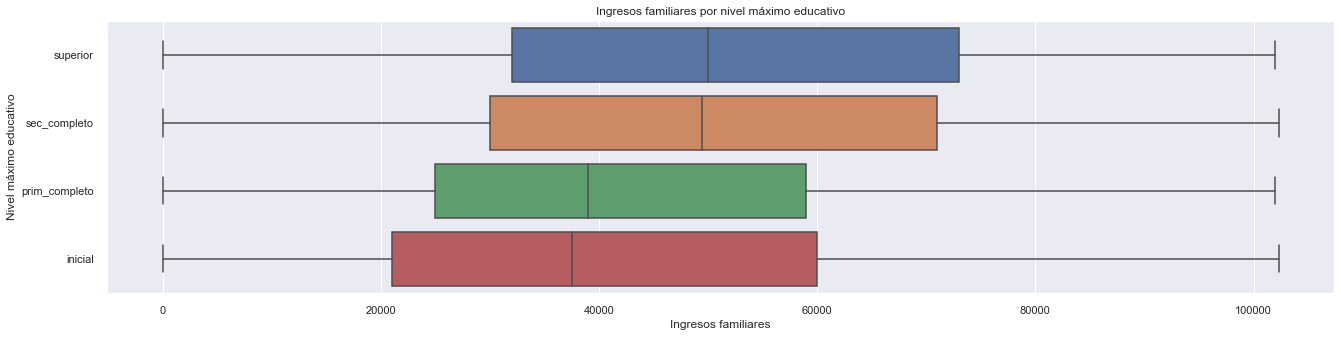 Ingresos familiares por nivel máximo educativo
Nivel máximo educativo
superior
sec_completo
prim_completo
inicial
0 20000 40000 60000 80000 100000
Ingresos familiares